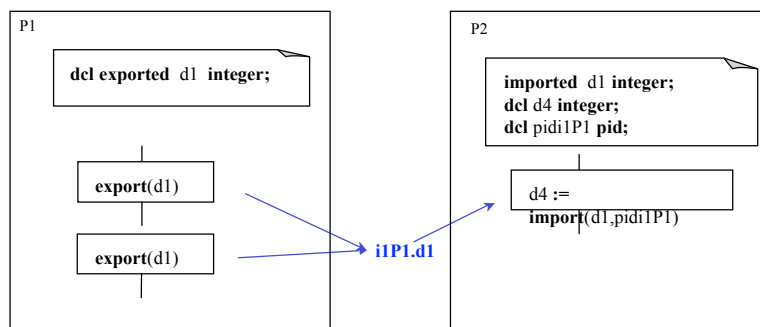 P1
dcl exported d1 integer;
export(d1)
export(d1)
i1P1.d1
P2
imported d1 integer;
dcl d4 integer;
dcl pidi1P1 pid;
d4 :=
import(d1,pidi1P1)